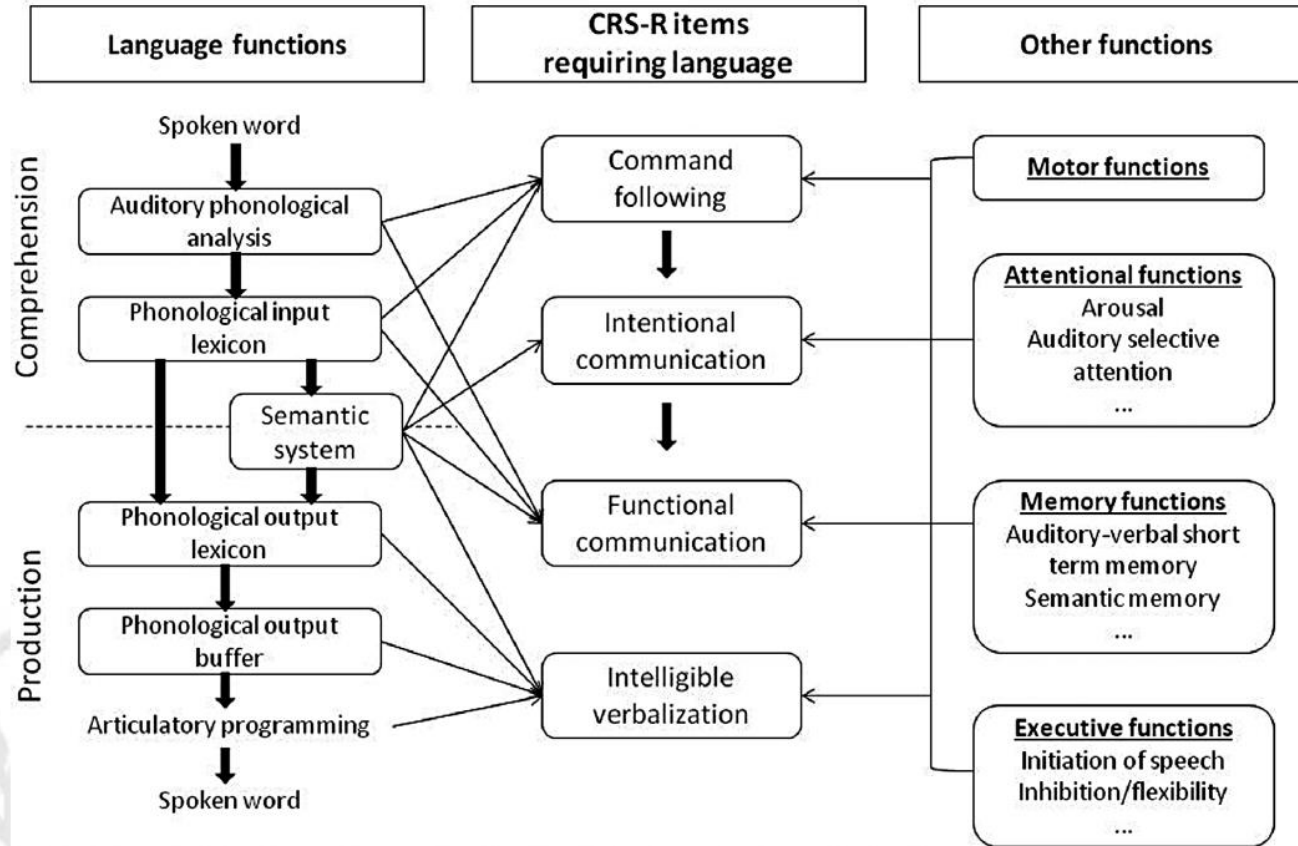 Language functions
CRS-R items
requiring language
Other functions
Comprehension
Production
Spoken word
Auditory phonological
analysis
Phonological input
lexicon
Semantic
system
Phonological output
lexicon
Phonological output
buffer
Articulatory programming
Spoken word
Command
following
Intentional
communication
Functional
communication
Intelligible
verbalization
Motor functions
Attentional functions
Arousal
Auditory selective
attention
...
Memory functions
Auditory-verbal short
term memory
Semantic memory
...
Executive functions
Initiation of speech
Inhibition/flexibility
...